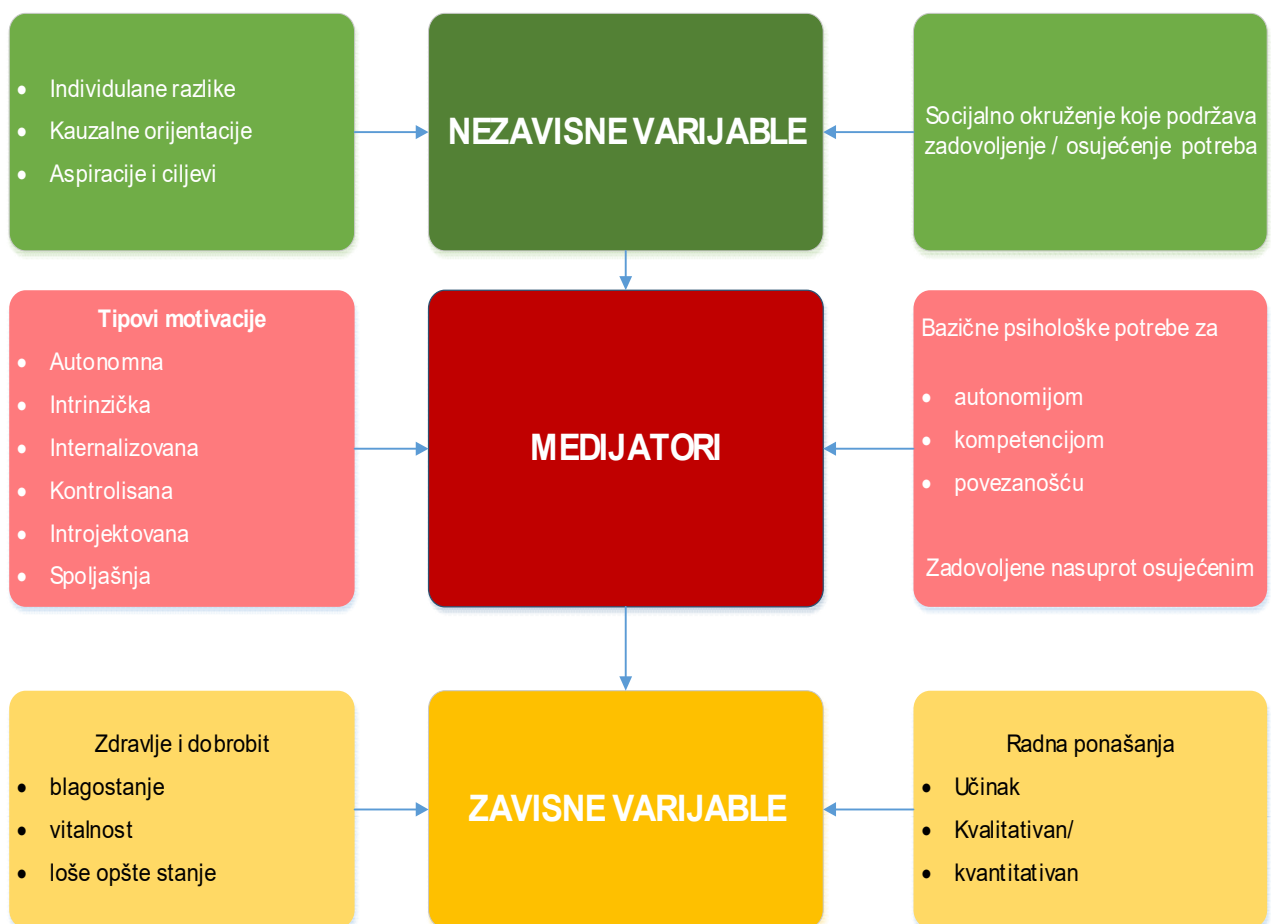 • Individulane razlike
• Kauzalne orijentacije
• Aspiracije i ciljevi
NEZAVISNE VARIJABLE
Socijalno okruženje koje podržava
zadovoljenje / osujećenje potreba
Tipovi motivacije
• Autonomna
• Intrinzička
• Internalizovana
• Kontrolisana
• Introjektovana
• Spoljašnja
MEDIJATORI
Bazične psihološke potrebe za
• autonomijom
• kompetencijom
• povezanošću
Zadovoljene nasuprot osujećenim
Zdravlje i dobrobit
• blagostanje
• vitalnost
• loše opšte stanje
ZAVISNE VARIJABLE
Radna ponašanja
• Učinak
• Kvalitativan/
• kvantitativan